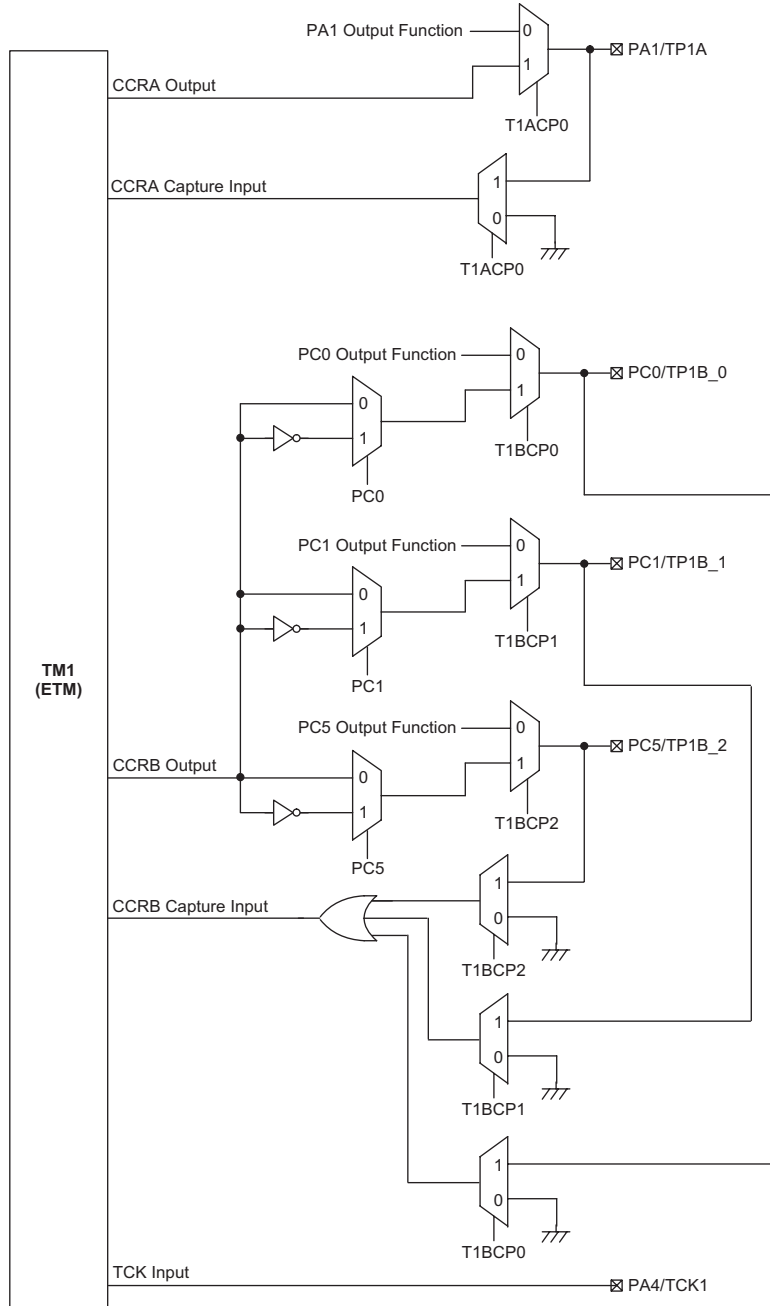 PA1 Output Function
0
1
PA1/TP1A
CCRA Output
T1ACP0
CCRA Capture Input
1
0
T1ACP0
PC0 Output Function
0
1
PC0/TP1B_0
0
1
T1BCP0
PC0
PC1 Output Function
0
1
PC1/TP1B_1
0
1
T1BCP1
PC1
TM1
(ETM)
PC5 Output Function
0
1
PC5/TP1B_2
CCRB Output
0
1
T1BCP2
PC5
CCRB Capture Input
1
0
T1BCP2
1
0
T1BCP1
1
0
T1BCP0
TCK Input
PA4/TCK1